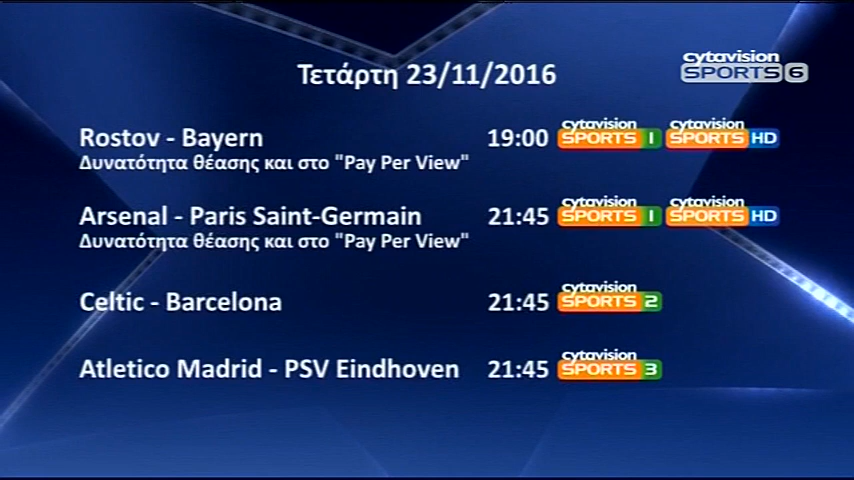 Τετάρτη 23/11/2016
cytavision
SPORTS 6
Rostov - Bayern 19:00 cytavision SPORTS 1 cytavision SPORTS HD
Δυνατότητα θέασης και στο "Pay Per View"
Arsenal - Paris Saint-Germain 21:45 cytavision SPORTS 1 cytavision SPORTS HD
Δυνατότητα θέασης και στο "Pay Per View"
Celtic - Barcelona 21:45 cytavision SPORTS 2
Atletico Madrid - PSV Eindhoven 21:45 cytavision SPORTS 3